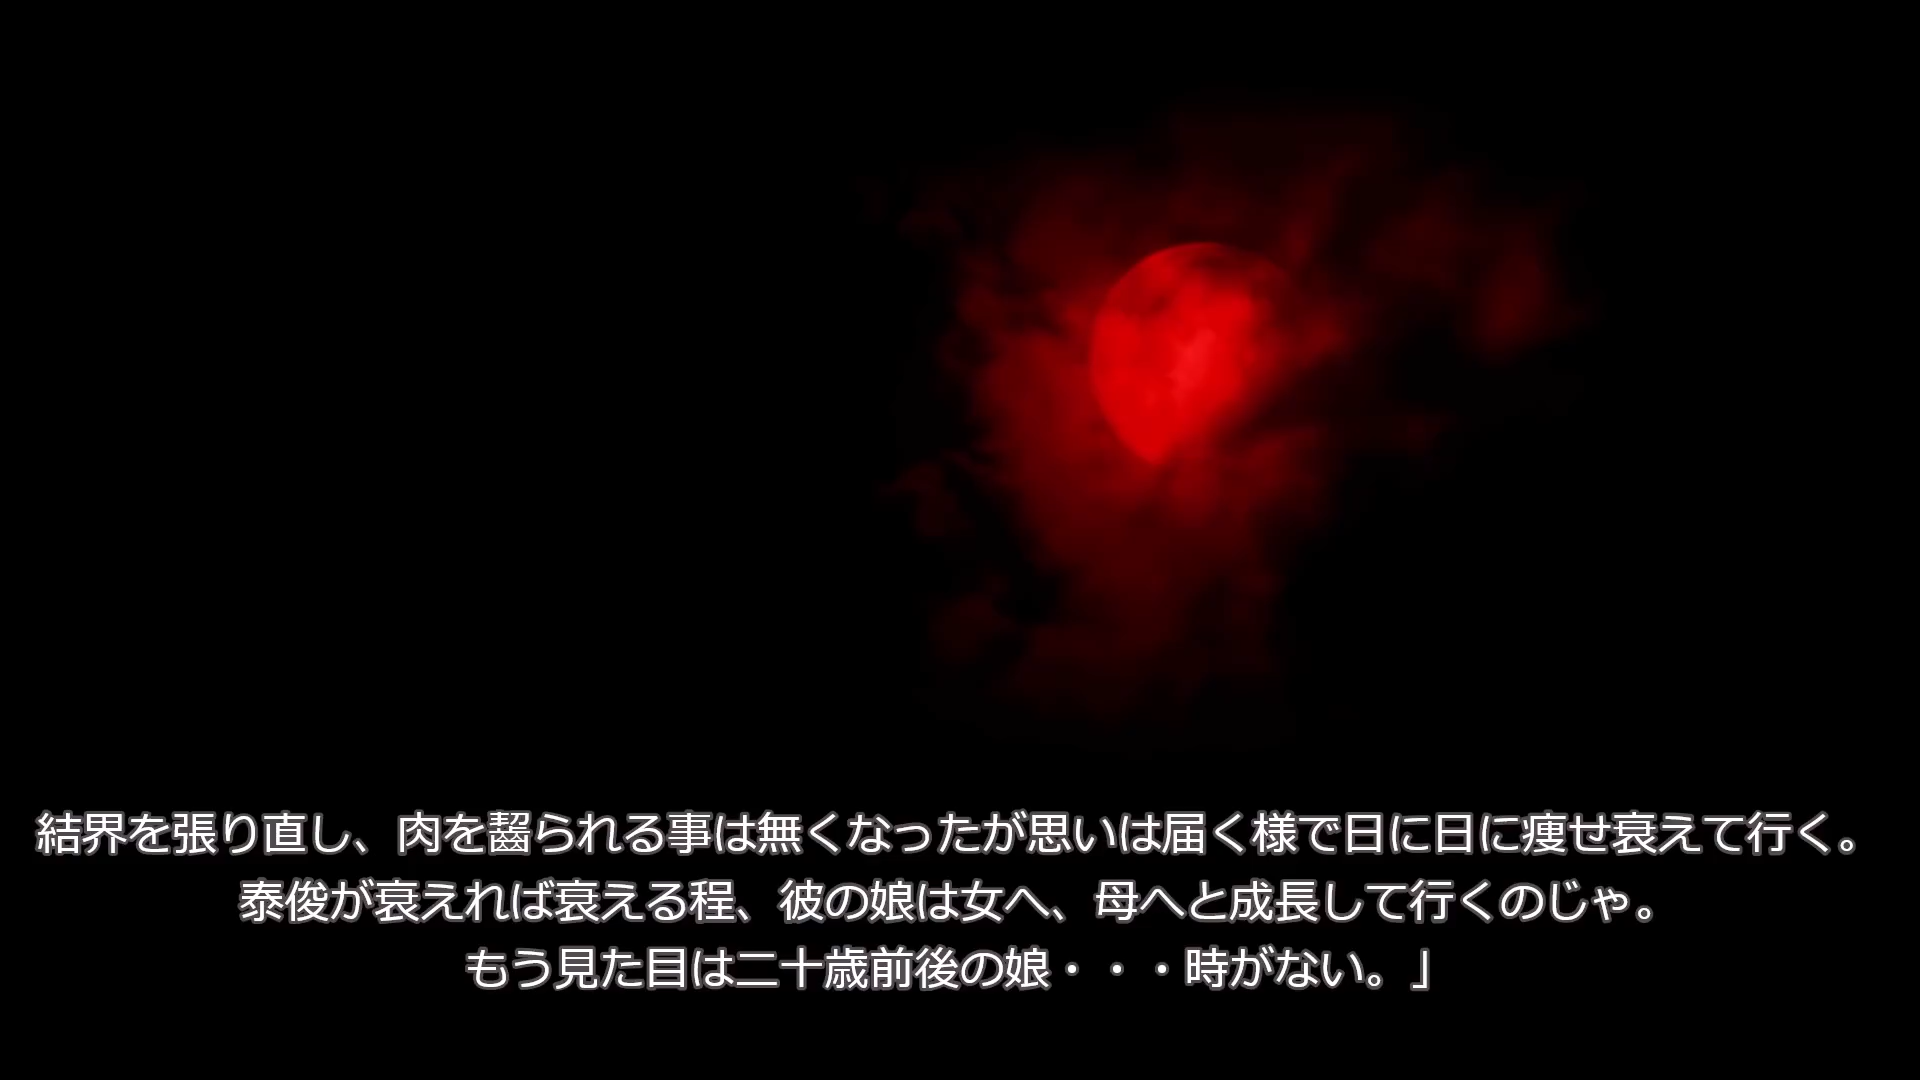 結界を張り直し、肉を齧られる事は無くなったが思いは届く様で日に日に痩せ衰えて行く。
泰俊が衰えれば衰える程、彼の娘は女へ、母へと成長して行くのじゃ。
もう見た目は二十歳前後の娘・・・時がない。」